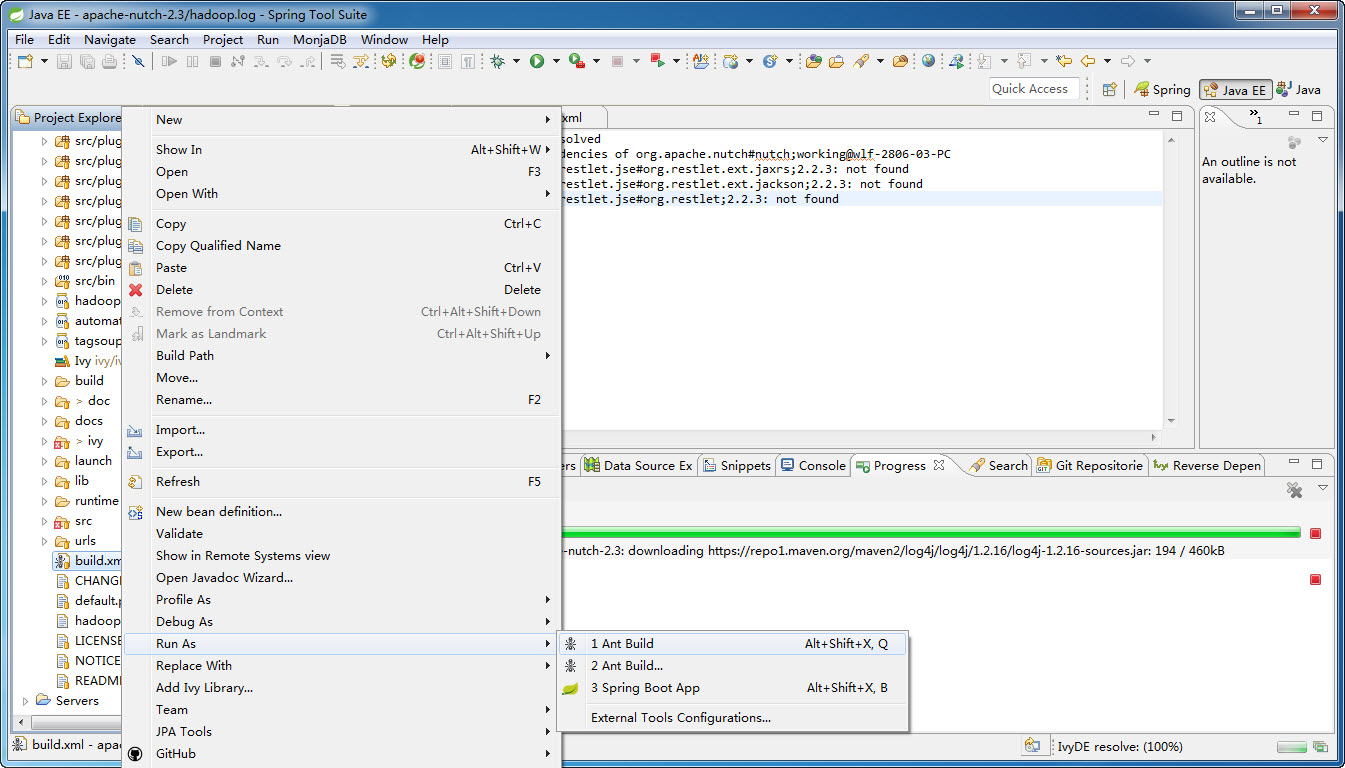 Java EE - apache-nutch-2.3/hadoop.log - Spring Tool Suite
File Edit Navigate Search Project Run MonjaDB Window Help
Quick Access
Spring
Java EE
Java
Project Explore
src/plug
src/plug
src/plug
src/plug
src/plug
src/plug
src/plug
src/bin
hadoop
automat
tagsoup
Ivy ivy/iv
build
> doc
docs
> ivy
launch
lib
runtime
src
urls
build.xm
CHANG
default.p
hadoop
LICENSE
NOTICE
READM
Servers
New
Show In Alt+Shift+W
Open F3
Open With
Copy Ctrl+C
Copy Qualified Name
Paste Ctrl+V
Delete Delete
Remove from Context Ctrl+Alt+Shift+Down
Mark as Landmark Ctrl+Alt+Shift+Up
Build Path
Move...
Rename... F2
Import...
Export...
Refresh F5
New bean definition...
Validate
Show in Remote Systems view
Open Javadoc Wizard...
Profile As
Debug As
Run As
Replace With
Add Ivy Library...
Team
JPA Tools
GitHub
1 Ant Build Alt+Shift+X, Q
2 Ant Build...
3 Spring Boot App Alt+Shift+X, B
External Tools Configurations...
xml
solved
dencies of org.apache.nutch#nutch;working@wlf-2806-03-PC
restlet.jse#org.restlet.ext.jaxrs;2.2.3: not found
restlet.jse#org.restlet.ext.jackson;2.2.3: not found
restlet.jse#org.restlet;2.2.3: not found
1
An outline is not
available.
ers
Data Source Ex
Snippets
Console
Progress
Search
Git Repositorie
Reverse Depen
-nutch-2.3: downloading https://repo1.maven.org/maven2/log4j/log4j/1.2.16/log4j-1.2.16-sources.jar: 194 / 460kB
build.xml - apac
IvyDE resolve: (100%)